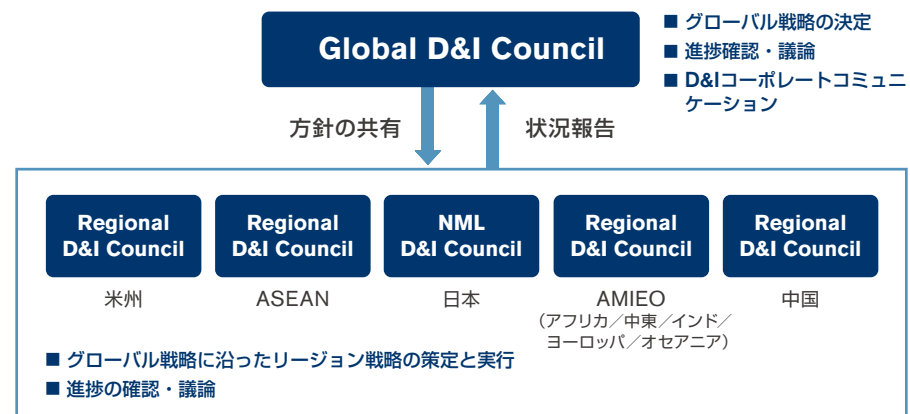 Global D&I Council
■ グローバル戦略の決定
■ 進捗確認・議論
■ D&Iコーポレートコミュニ
ケーション
方針の共有
状況報告
Regional
D&I Council
米州
Regional
D&I Council
ASEAN
NML
D&I Council
日本
Regional
D&I Council
AMIEO
（アフリカ／中東／インド／
ヨーロッパ／オセアニア）
Regional
D&I Council
中国
■ グローバル戦略に沿ったリージョン戦略の策定と実行
■ 進捗の確認・議論